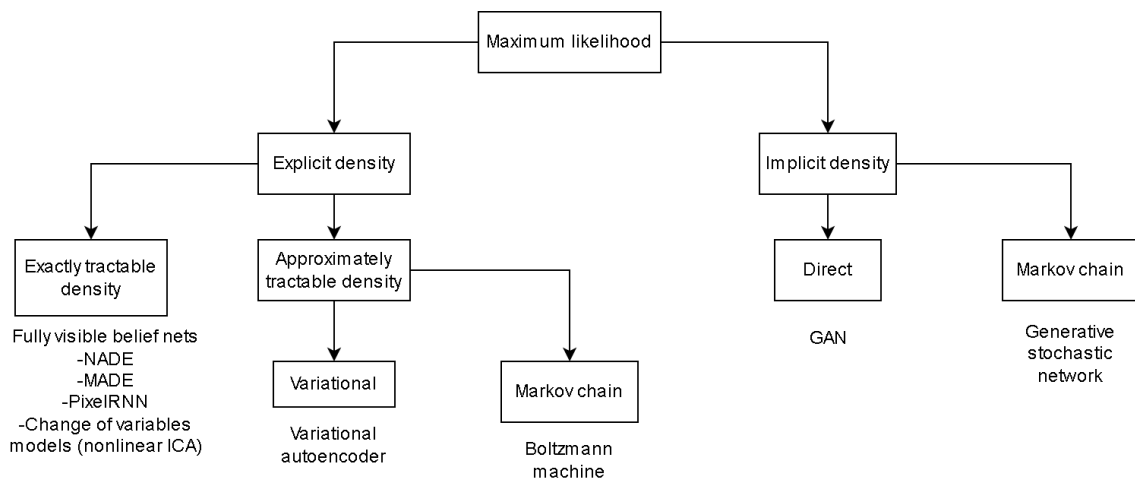 Maximum likelihood
Explicit density
Implicit density
Exactly tractable
density
Approximately
tractable density
Direct
Markov chain
Fully visible belief nets
-NADE
-MADE
-PixelRNN
-Change of variables
models (nonlinear ICA)
Variational
Markov chain
GAN
Generative
stochastic
network
Variational
autoencoder
Boltzmann
machine